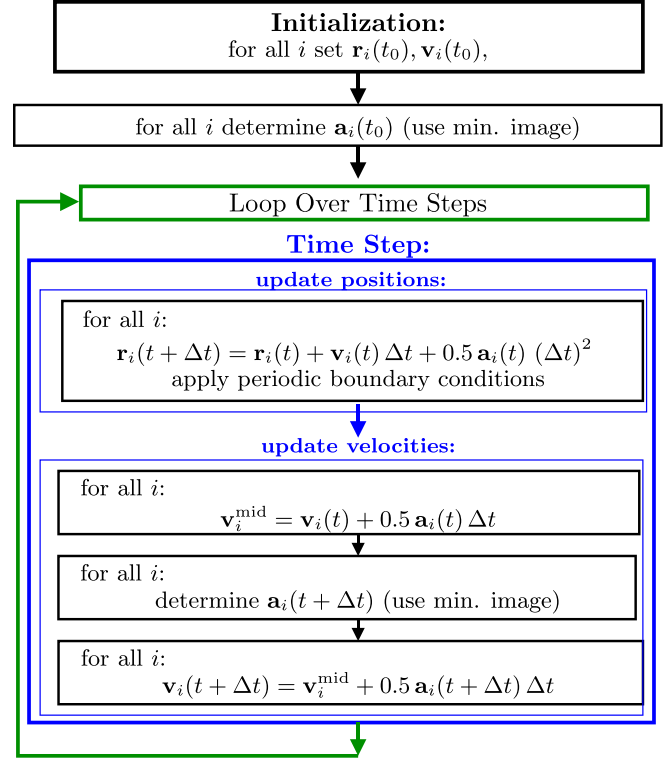 Initialization:
for all i set r_i(t_0), v_i(t_0),
for all i determine a_i(t_0) (use min. image)
Loop Over Time Steps
Time Step:
update positions:
for all i:
r_i(t + Δt) = r_i(t) + v_i(t) Δt + 0.5 a_i(t) (Δt)^2
apply periodic boundary conditions
update velocities:
for all i:
v_i^mid = v_i(t) + 0.5 a_i(t) Δt
for all i:
determine a_i(t + Δt) (use min. image)
for all i:
v_i(t + Δt) = v_i^mid + 0.5 a_i(t + Δt) Δt